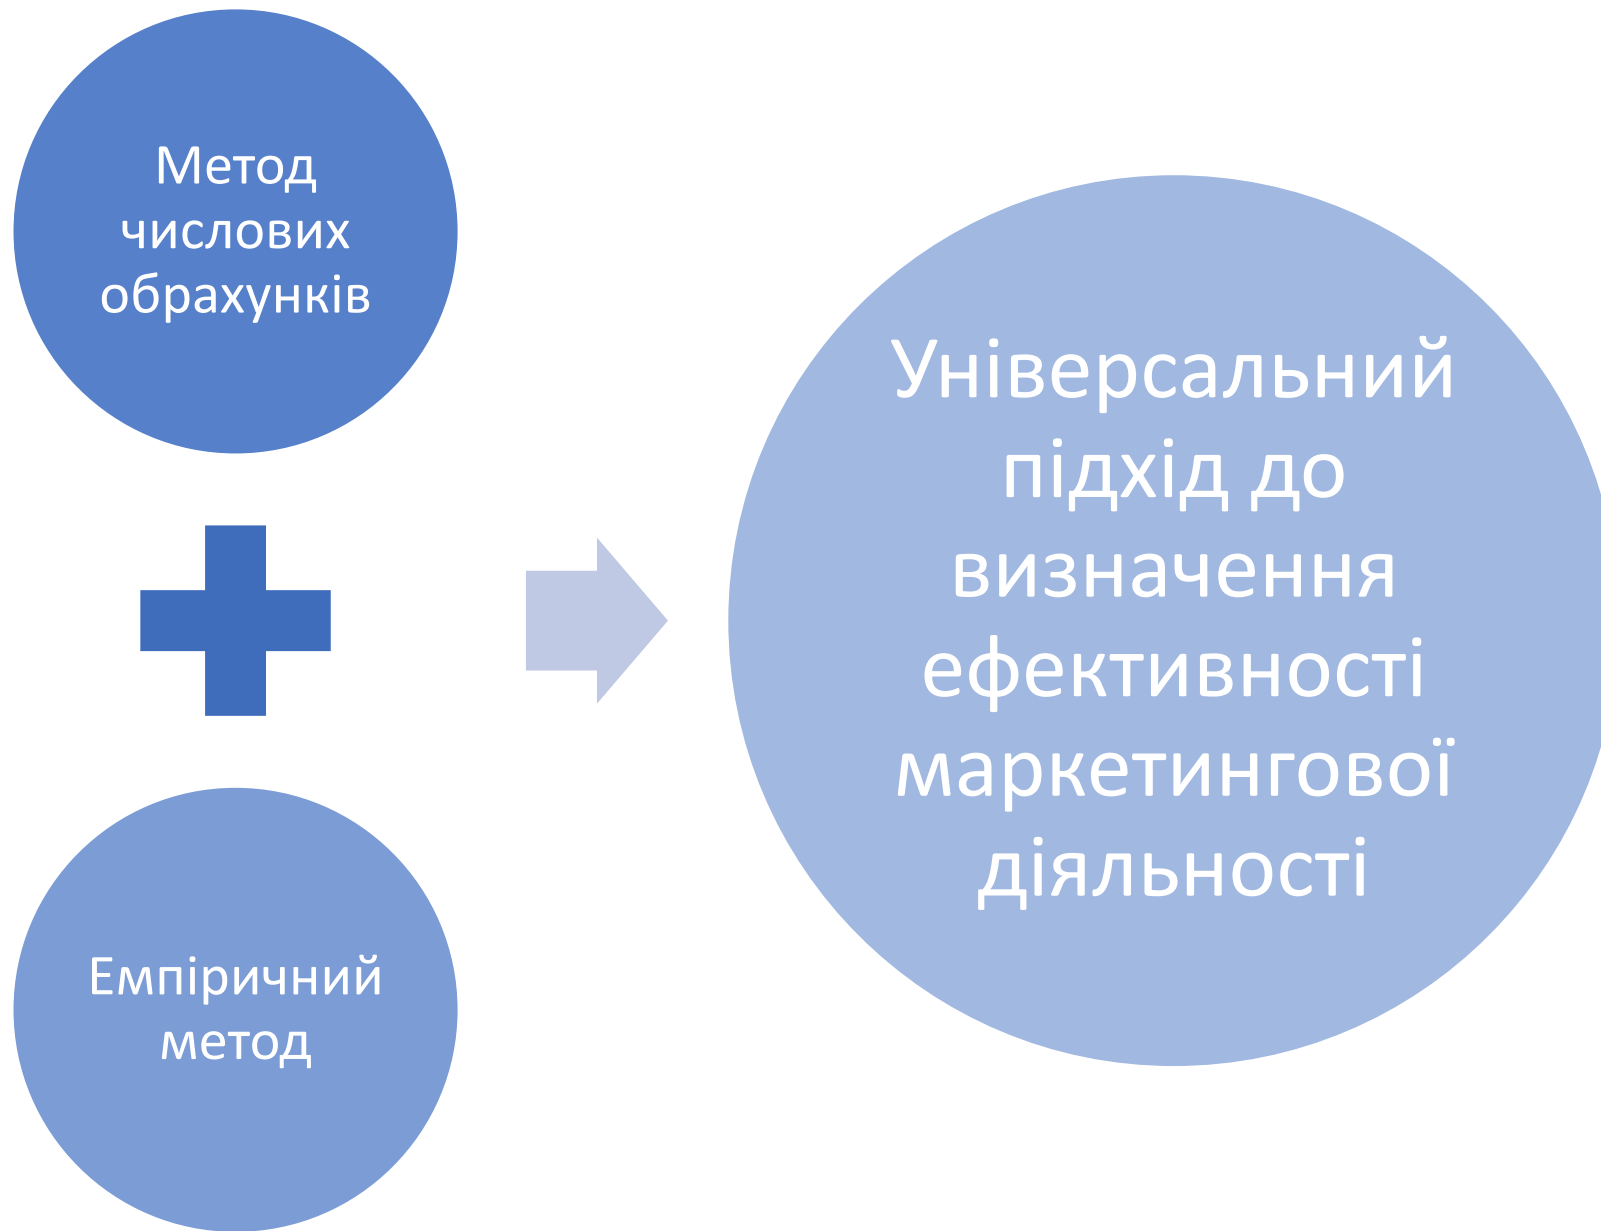 Метод
числових
обрахунків
Емпіричний
метод
Універсальний
підхід до
визначення
ефективності
маркетингової
діяльності